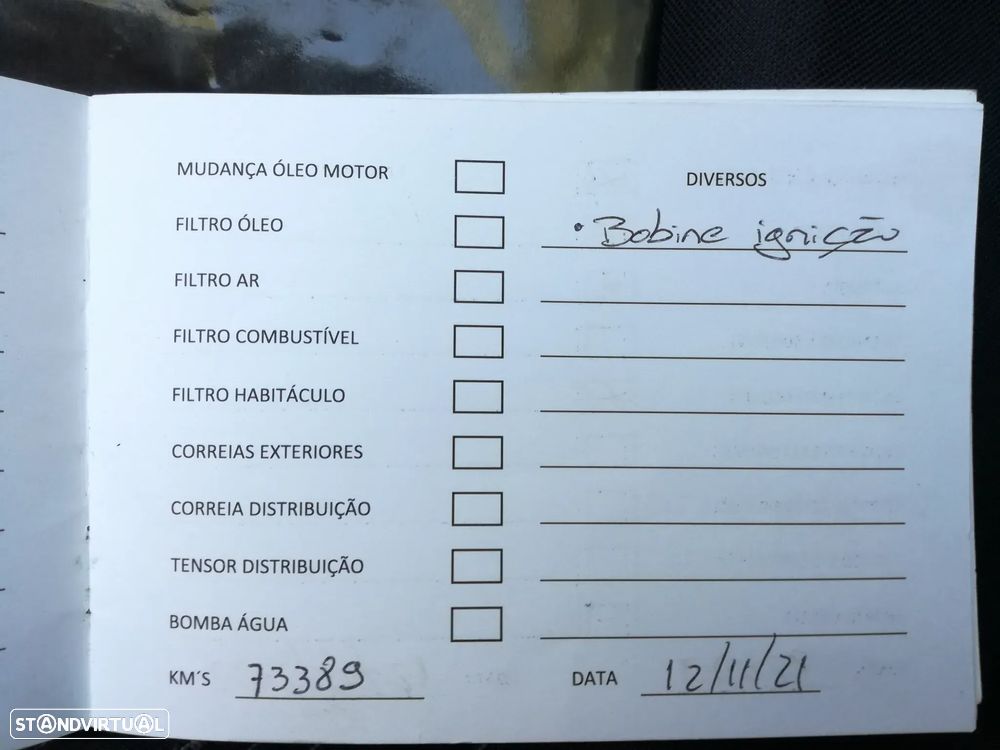 MUDANÇA ÓLEO MOTOR
FILTRO ÓLEO
FILTRO AR
FILTRO COMBUSTÍVEL
FILTRO HABITÁCULO
CORREIAS EXTERIORES
CORREIA DISTRIBUIÇÃO
TENSOR DISTRIBUIÇÃO
BOMBA ÁGUA
KM´S 73389
DIVERSOS
• Bobine ignição
DATA 12/11/21
STANDVIRTUAL